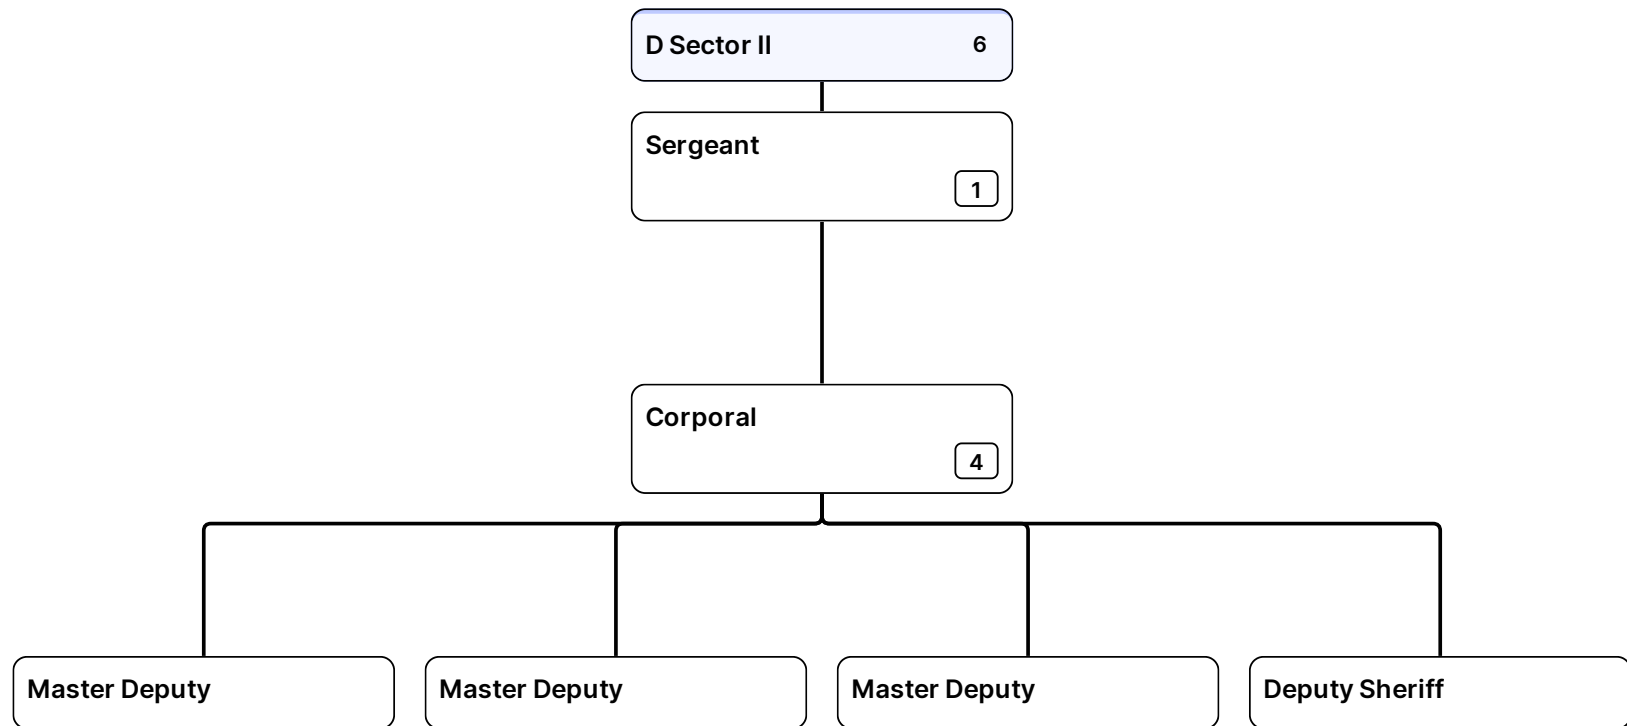 D Sector II 6
Sergeant
1
Corporal
4
Master Deputy Master Deputy Master Deputy Deputy Sheriff